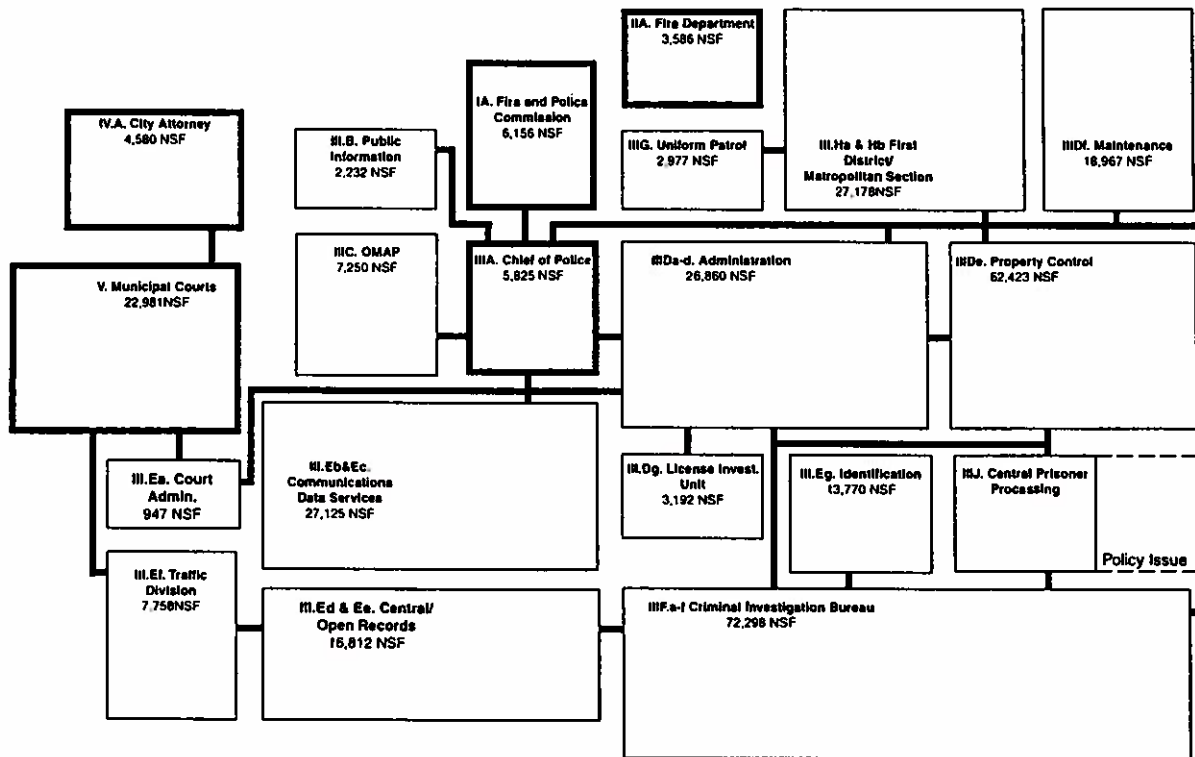 IIA. Fire Department
3,586 NSF
IA. Fire and Police
Commission
6,156 NSF
IV.A. City Attorney
4,580 NSF
III.B. Public
Information
2,232 NSF
IIIG. Uniform Patrol
2,977 NSF
III.Ha & Hb First
District/
Metropolitan Section
27,178NSF
IIIDf. Maintenance
18,967 NSF
V. Municipal Courts
22,981NSF
IIIC. OMAP
7,250 NSF
IIIA. Chief of Police
5,825 NSF
IIIDa-d. Administration
26,860 NSF
IIIDe. Property Control
62,423 NSF
III.Ea. Court
Admin.
947 NSF
III.Eb&Ec.
Communications
Data Services
27,125 NSF
III.Dg. License Invest.
Unit
3,192 NSF
III.Eg. Identification
13,770 NSF
IIIJ. Central Prisoner
Processing
Policy Issue
III.Ef. Traffic
Division
7,758NSF
III.Ed & Ee. Central/
Open Records
16,812 NSF
IIIF.a-f Criminal Investigation Bureau
72,298 NSF